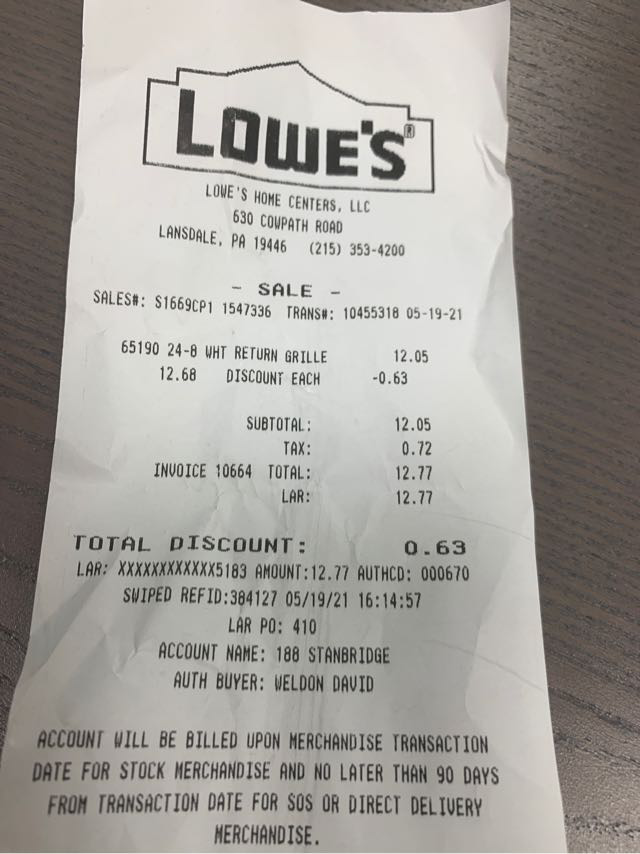 LOWE'S®
LOWE'S HOME CENTERS, LLC
630 COWPATH ROAD
LANSDALE, PA 19446 (215) 353-4200
- SALE -
SALES#: S1669CP1 1547336 TRANS#: 10455318 05-19-21
65190 24-8 WHT RETURN GRILLE 12.05
12.68 DISCOUNT EACH -0.63
SUBTOTAL: 12.05
TAX: 0.72
INVOICE 10664 TOTAL: 12.77
LAR: 12.77
TOTAL DISCOUNT: 0.63
LAR: XXXXXXXXXXXX5183 AMOUNT:12.77 AUTHCD: 000670
SWIPED REFID:384127 05/19/21 16:14:57
LAR PO: 410
ACCOUNT NAME: 188 STANBRIDGE
AUTH BUYER: WELDON DAVID
ACCOUNT WILL BE BILLED UPON MERCHANDISE TRANSACTION
DATE FOR STOCK MERCHANDISE AND NO LATER THAN 90 DAYS
FROM TRANSACTION DATE FOR SOS OR DIRECT DELIVERY
MERCHANDISE.